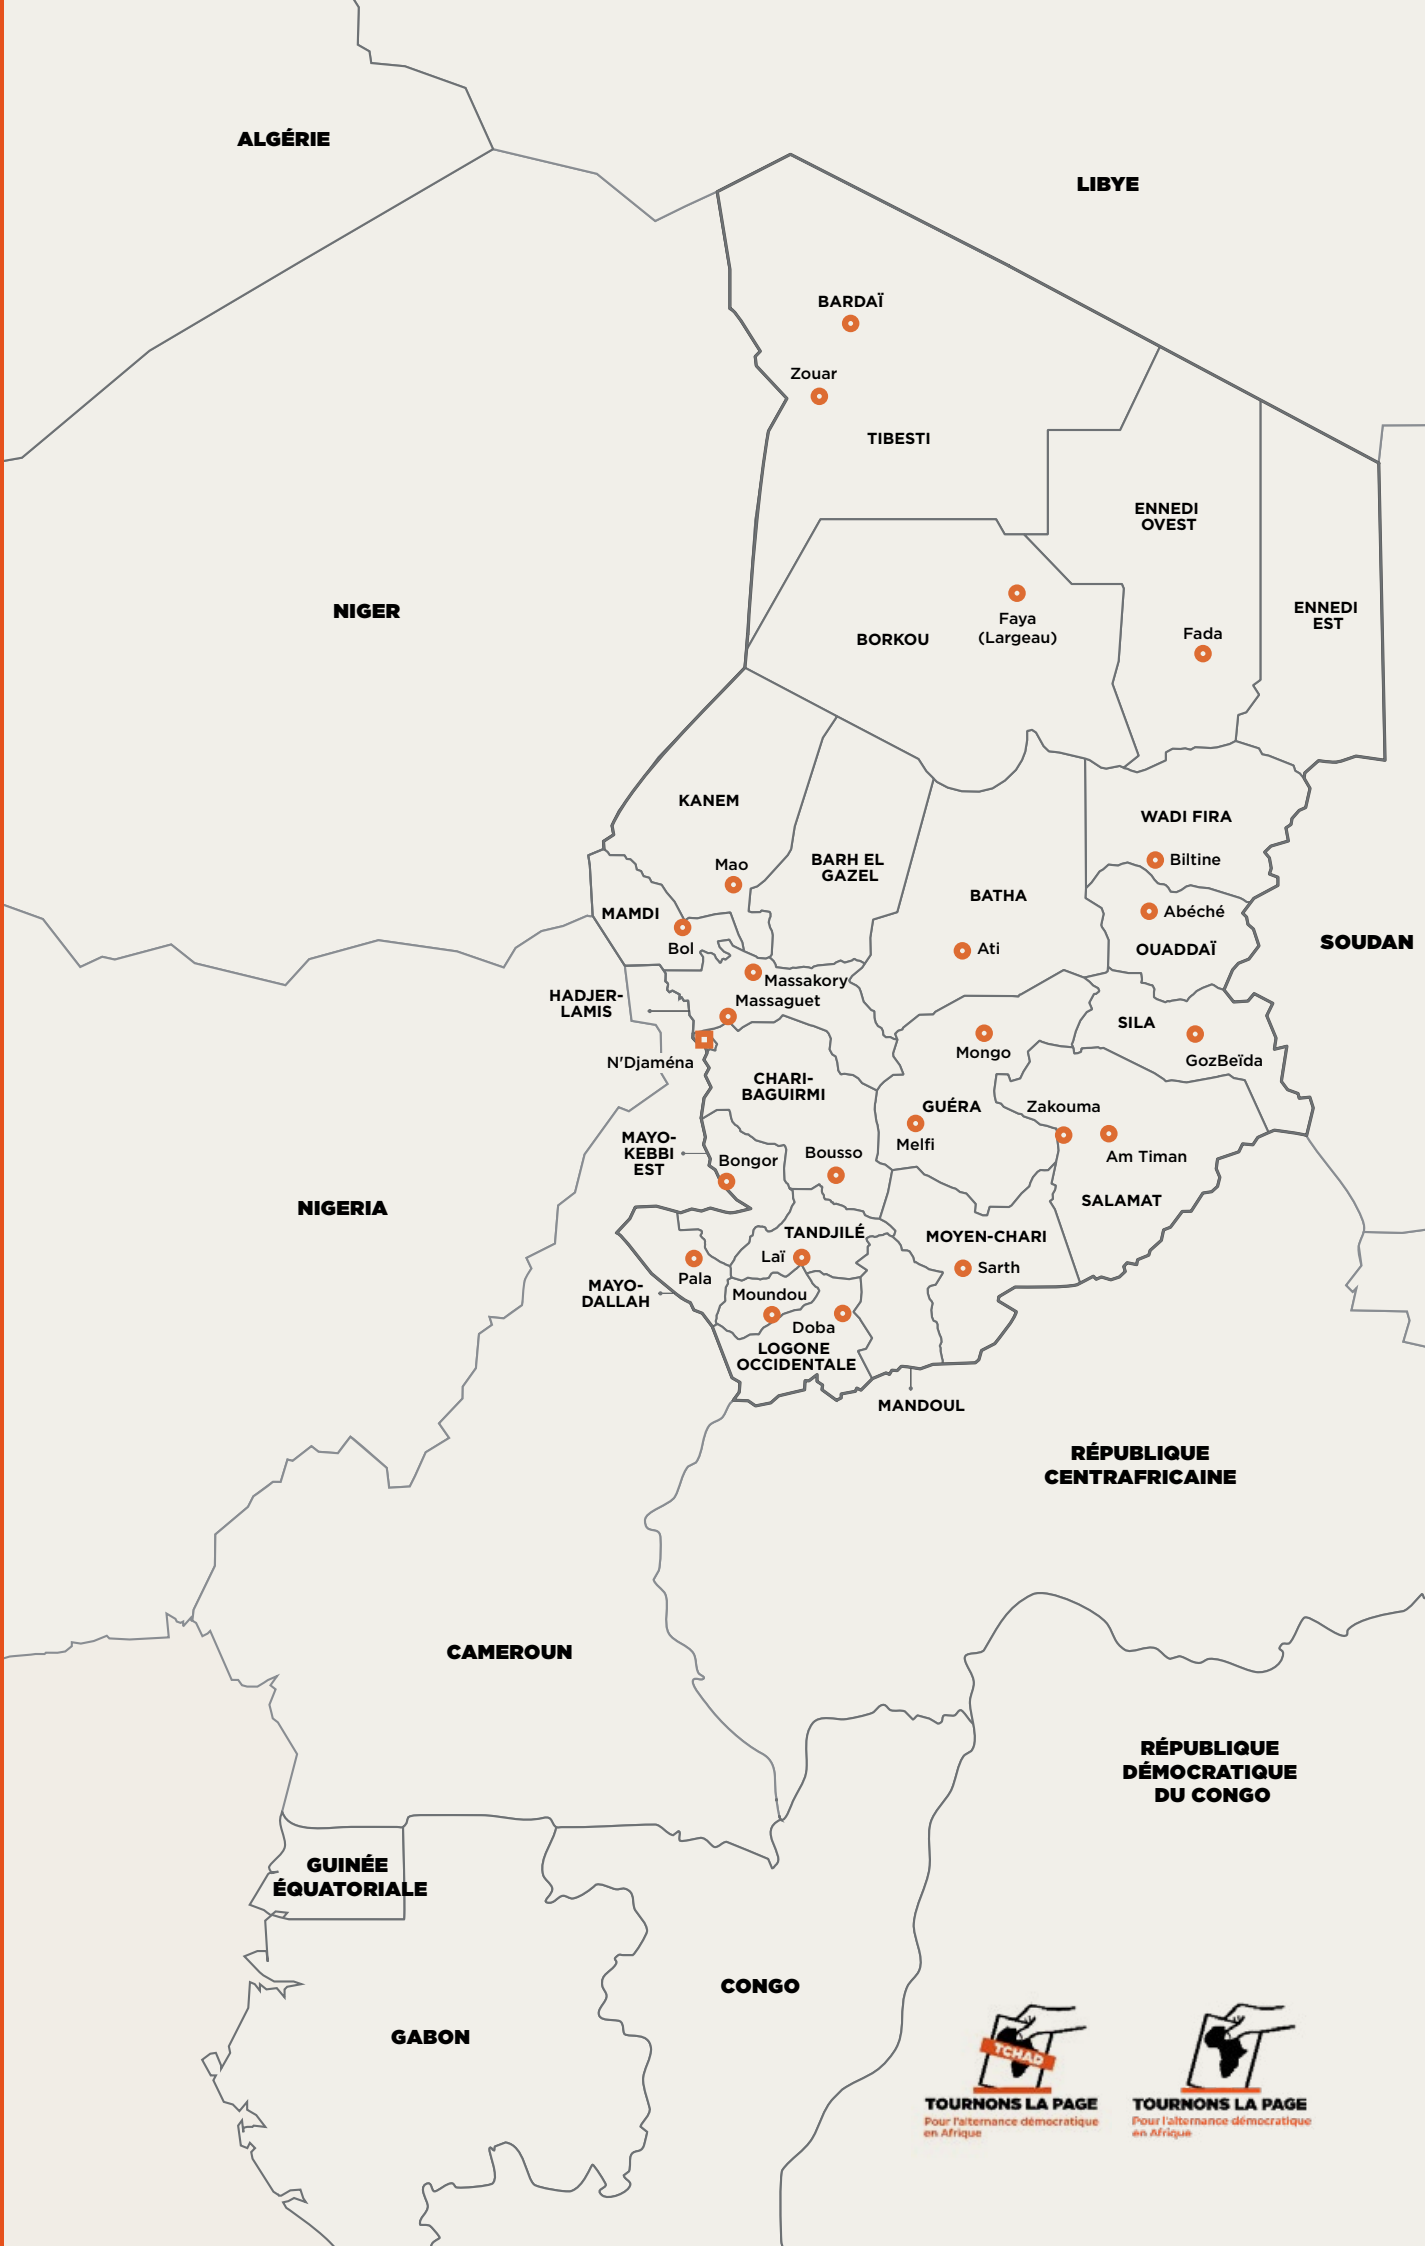 ALGÉRIE
LIBYE
BARDAÏ
Zouar
TIBESTI
ENNEDI
OVEST
NIGER
ENNEDI
EST
Faya
(Largeau)
BORKOU
Fada
KANEM
WADI FIRA
Mao
BARH EL
GAZEL
Biltine
BATHA
MAMDI
Abéché
Bol
Ati
OUADDAÏ
SOUDAN
Massakory
HADJER-
LAMIS
Massaguet
SILA
N'Djaména
Mongo
GozBeïda
CHARI-
BAGUIRMI
GUÉRA
Zakouma
MAYO-
KEBBI
EST
Melfi
Bongor
Bousso
Am Timan
NIGERIA
SALAMAT
TANDJILÉ
MOYEN-CHARI
Laï
Sarth
Pala
MAYO-
DALLAH
Moundou
Doba
LOGONE
OCCIDENTALE
MANDOUL
RÉPUBLIQUE
CENTRAFRICAINE
CAMEROUN
RÉPUBLIQUE
DÉMOCRATIQUE
DU CONGO
GUINÉE
ÉQUATORIALE
CONGO
GABON
TCHAD
TOURNONS LA PAGE
Pour l'alternance démocratique
en Afrique
TOURNONS LA PAGE
Pour l'alternance démocratique
en Afrique